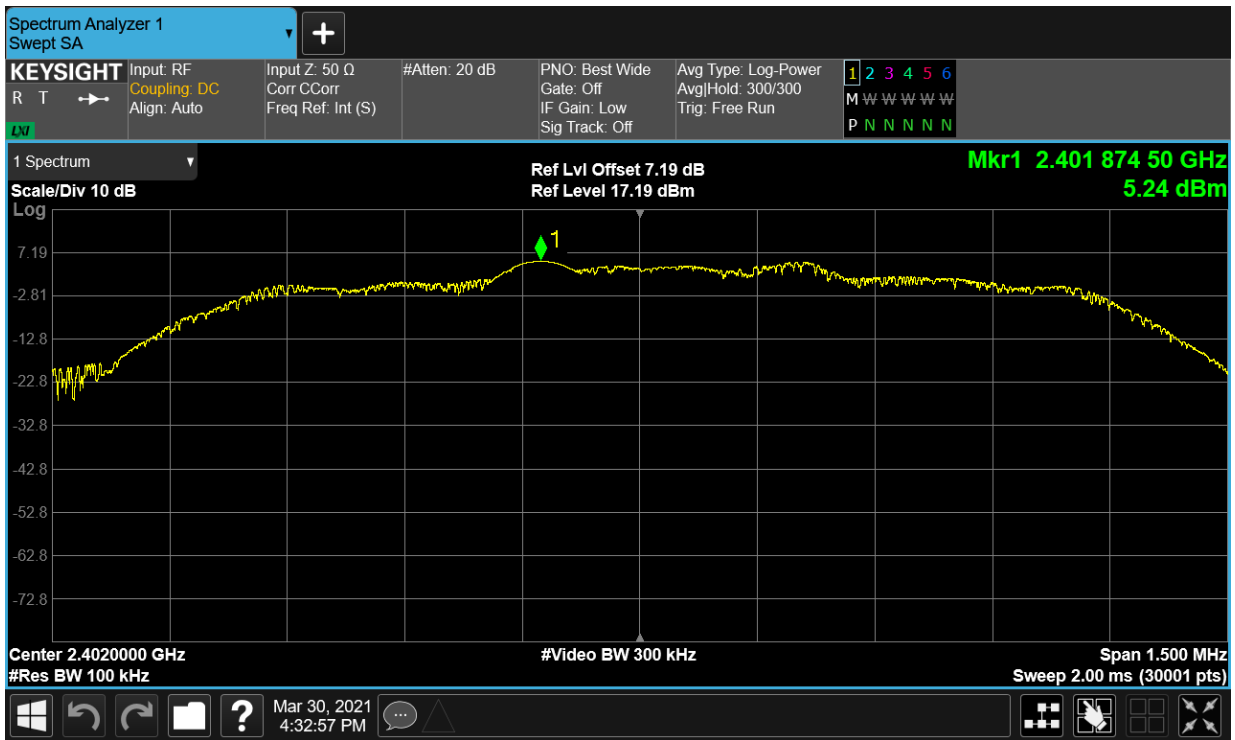 Spectrum Analyzer 1
Swept SA
+
KEYSIGHT
R T
LXI
Input: RF
Coupling: DC
Align: Auto
Input Z: 50 Ω
Corr CCorr
Freq Ref: Int (S)
#Atten: 20 dB
PNO: Best Wide
Gate: Off
IF Gain: Low
Sig Track: Off
Avg Type: Log-Power
Avg|Hold: 300/300
Trig: Free Run
1 2 3 4 5 6
M W W W W W
P N N N N N
1 Spectrum
Scale/Div 10 dB
Log
Ref Lvl Offset 7.19 dB
Ref Level 17.19 dBm
Mkr1 2.401 874 50 GHz
5.24 dBm
1
7.19
-2.81
-12.8
-22.8
-32.8
-42.8
-52.8
-62.8
-72.8
Center 2.4020000 GHz
#Res BW 100 kHz
#Video BW 300 kHz
Span 1.500 MHz
Sweep 2.00 ms (30001 pts)
?
Mar 30, 2021
4:32:57 PM